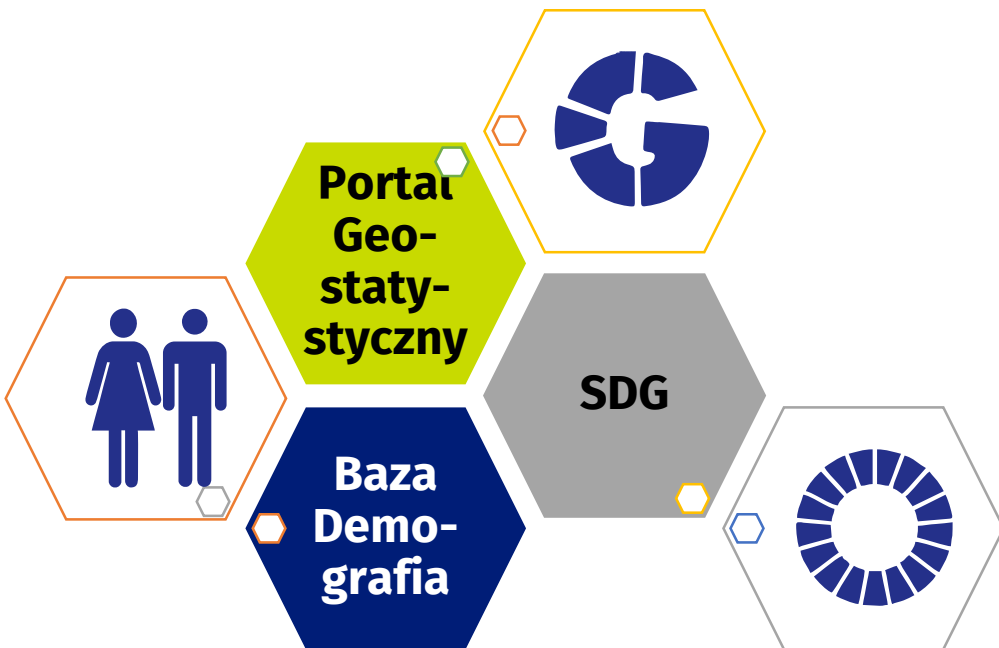 Portal
Geo-
staty-
styczny
SDG
Baza
Demo-
grafia